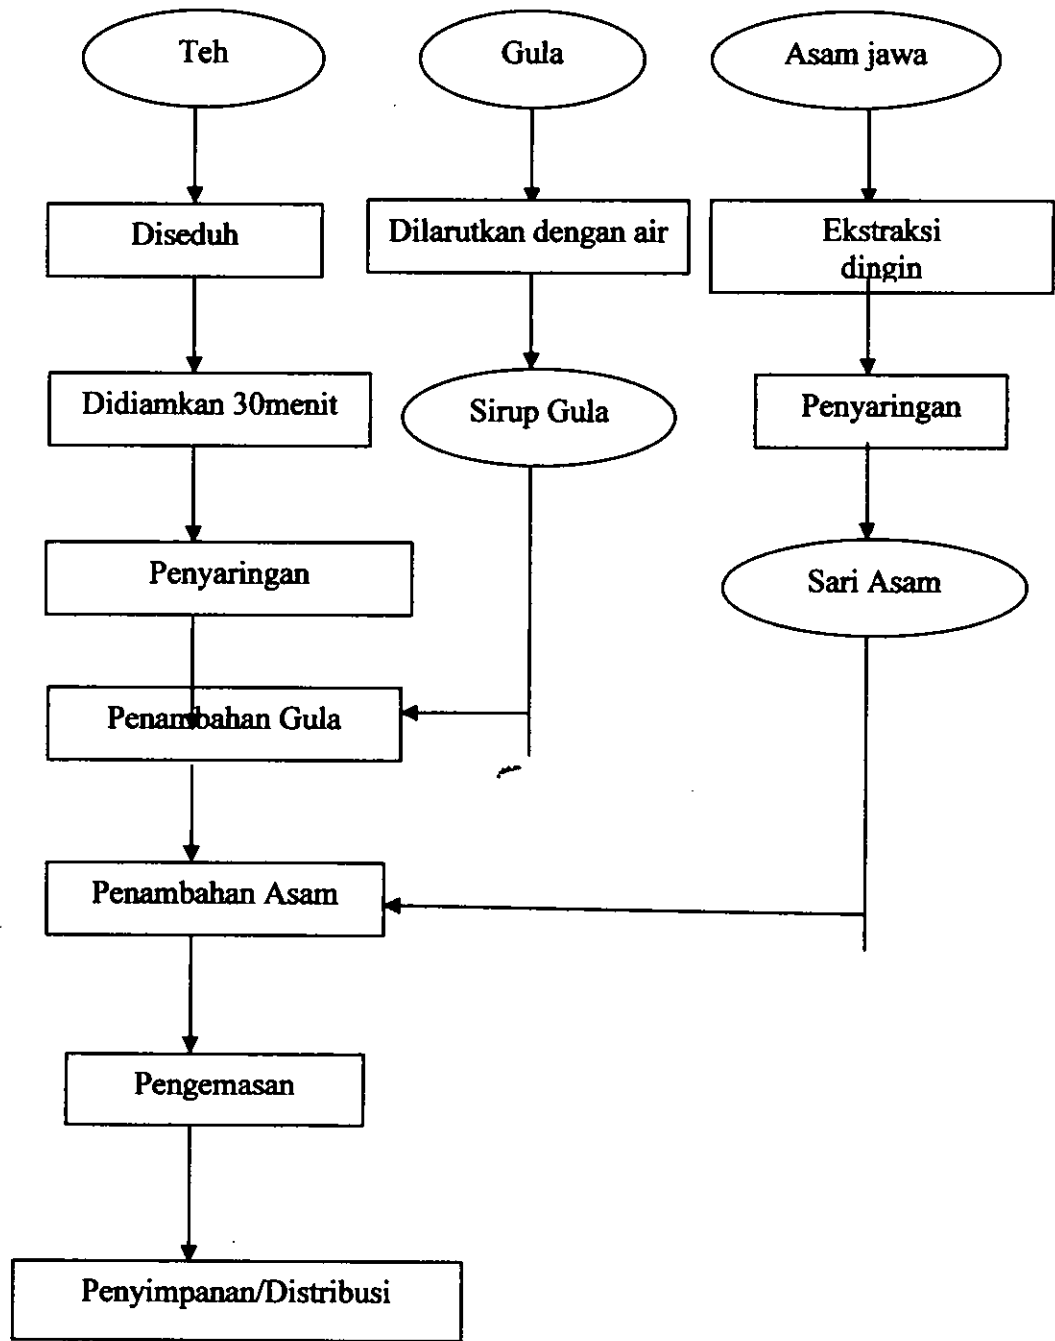 Teh
Gula
Asam jawa
Diseduh
Dilarutkan dengan air
Ekstraksi
dingin
Didiamkan 30menit
Sirup Gula
Penyaringan
Penyaringan
Sari Asam
Penambahan Gula
Penambahan Asam
Pengemasan
Penyimpanan/Distribusi